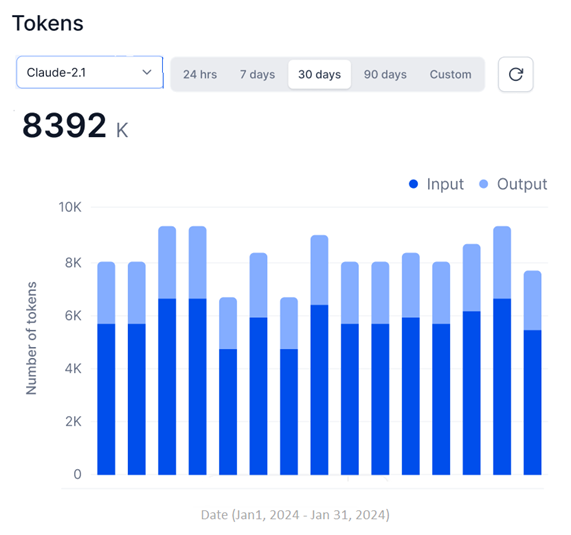 Tokens
Claude-2.1
24 hrs 7 days 30 days 90 days Custom
8392 K
Input Output
10K
8K
6K
4K
2K
0
Number of tokens
Date (Jan1, 2024 - Jan 31, 2024)